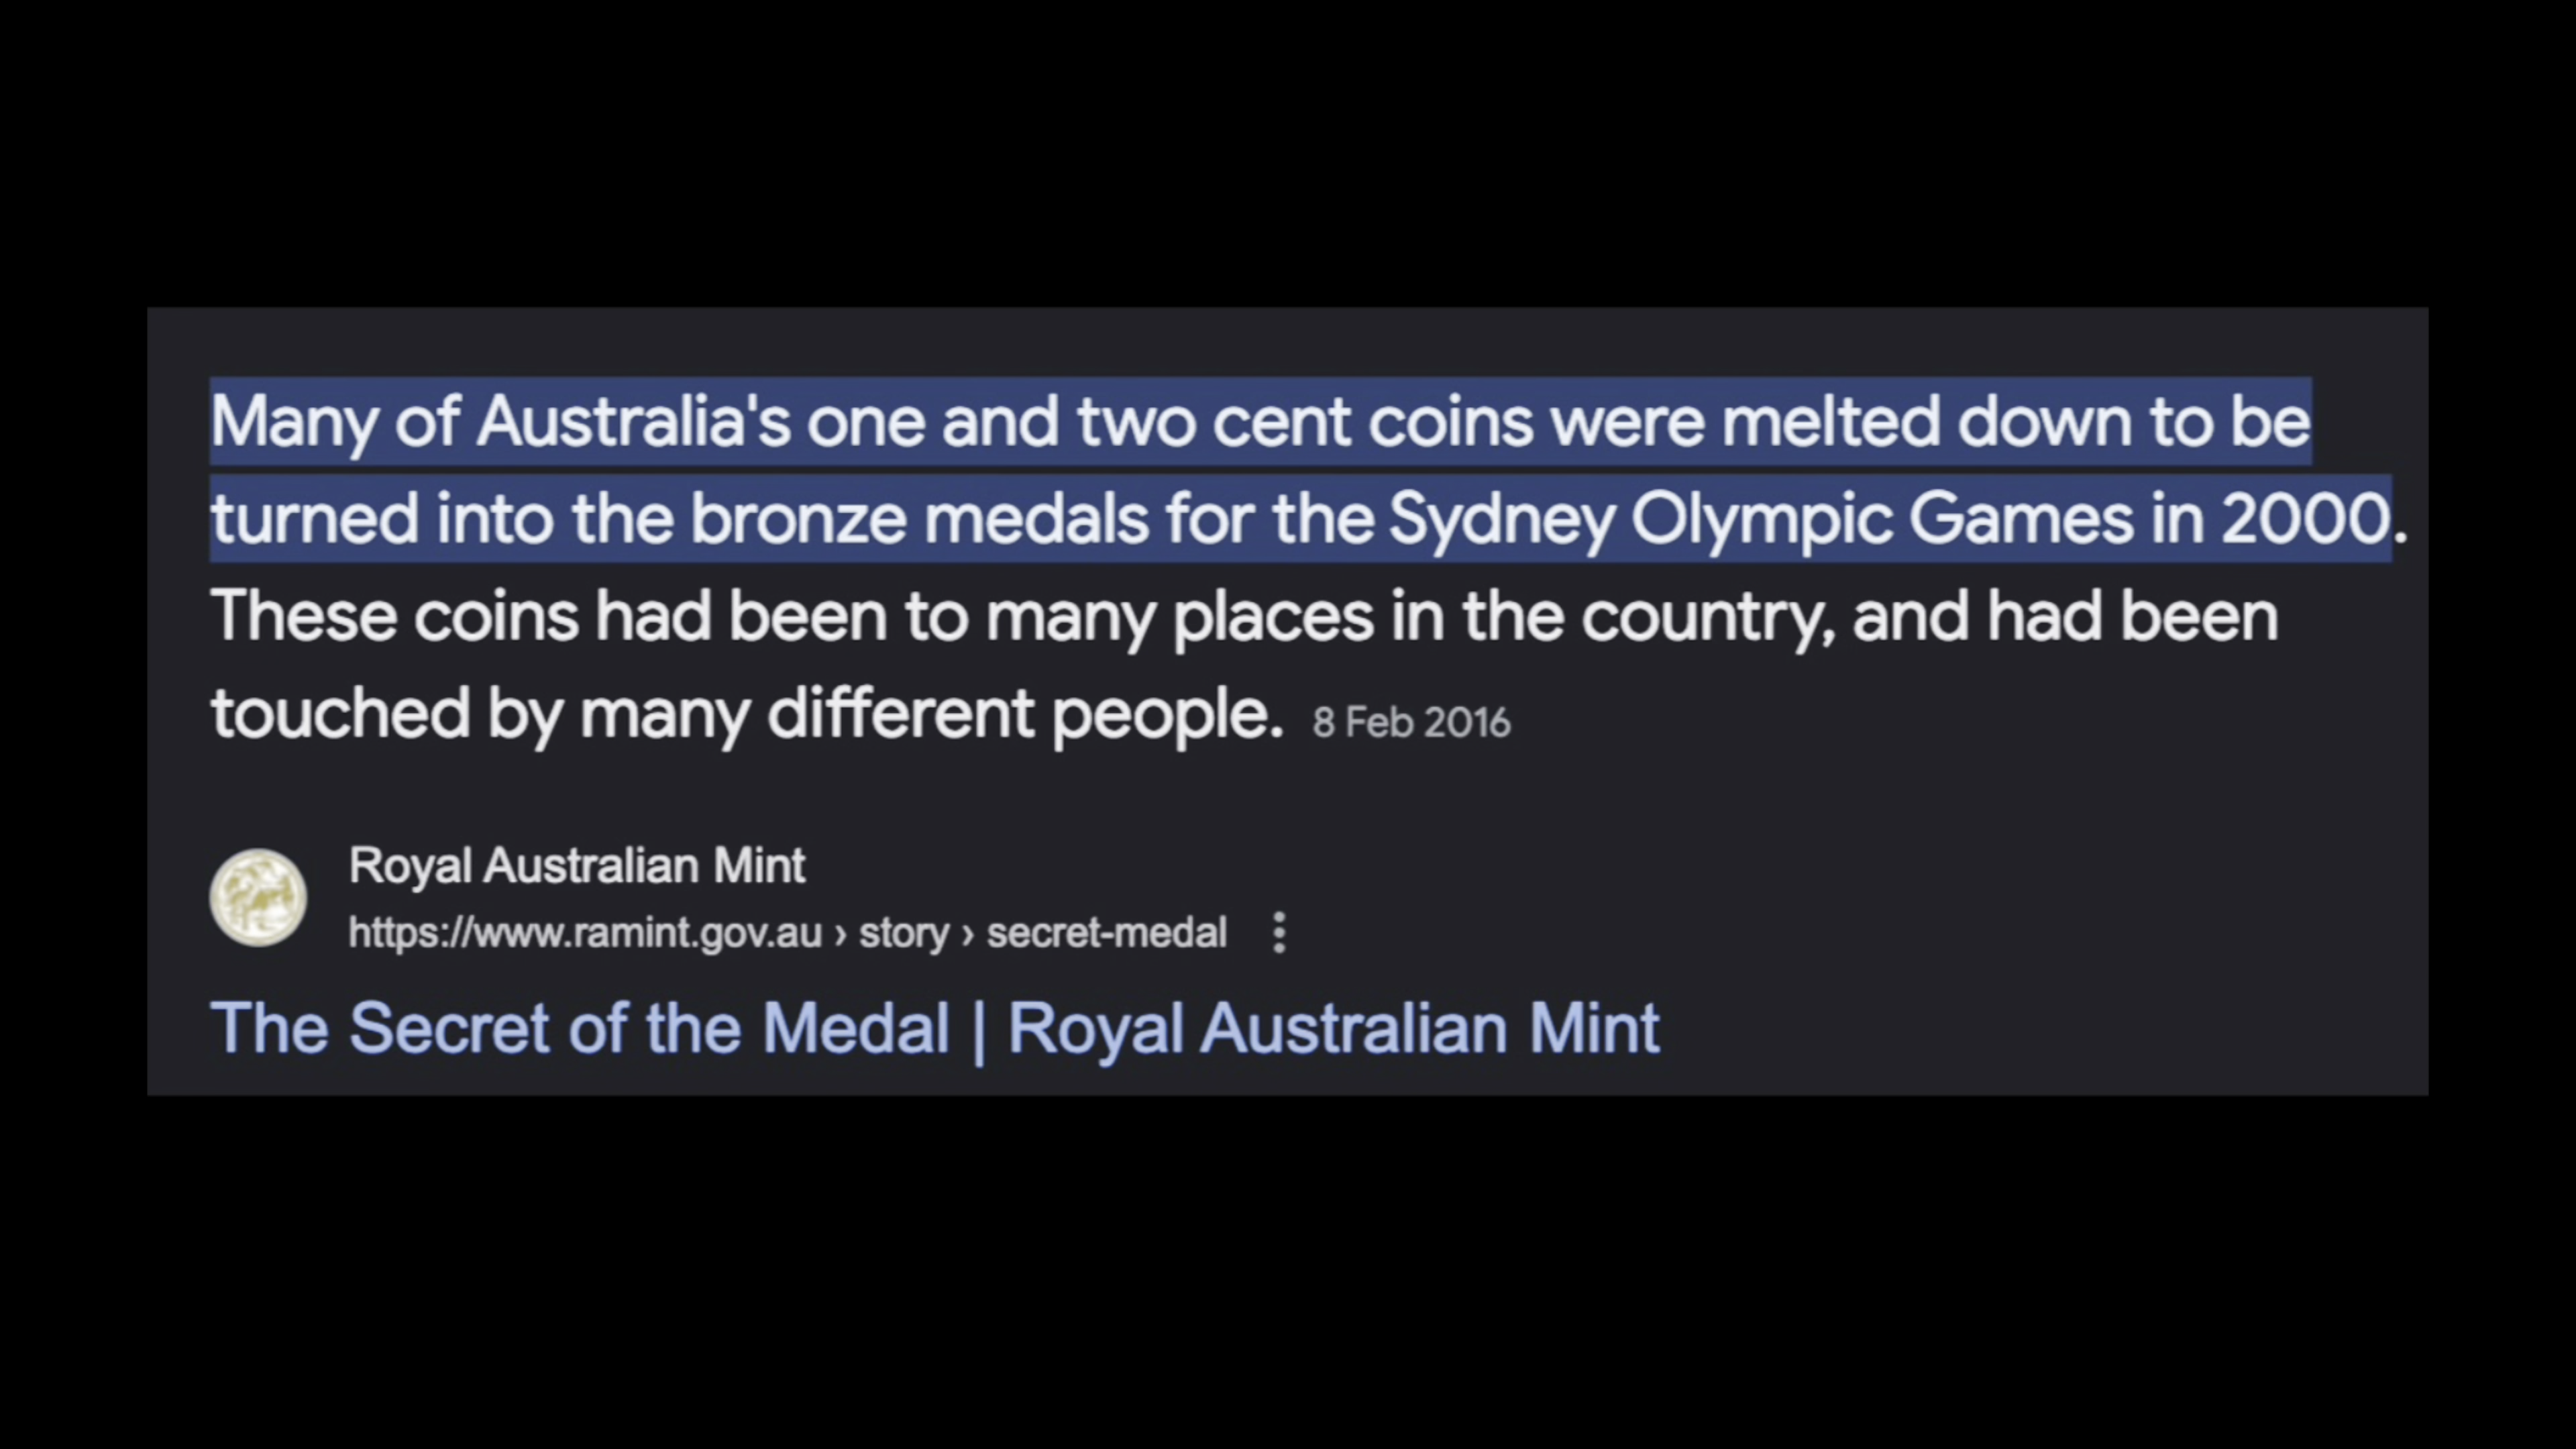 Many of Australia's one and two cent coins were melted down to be
turned into the bronze medals for the Sydney Olympic Games in 2000.
These coins had been to many places in the country, and had been
touched by many different people. 8 Feb 2016
Royal Australian Mint
https://www.ramint.gov.au › story › secret-medal
The Secret of the Medal | Royal Australian Mint